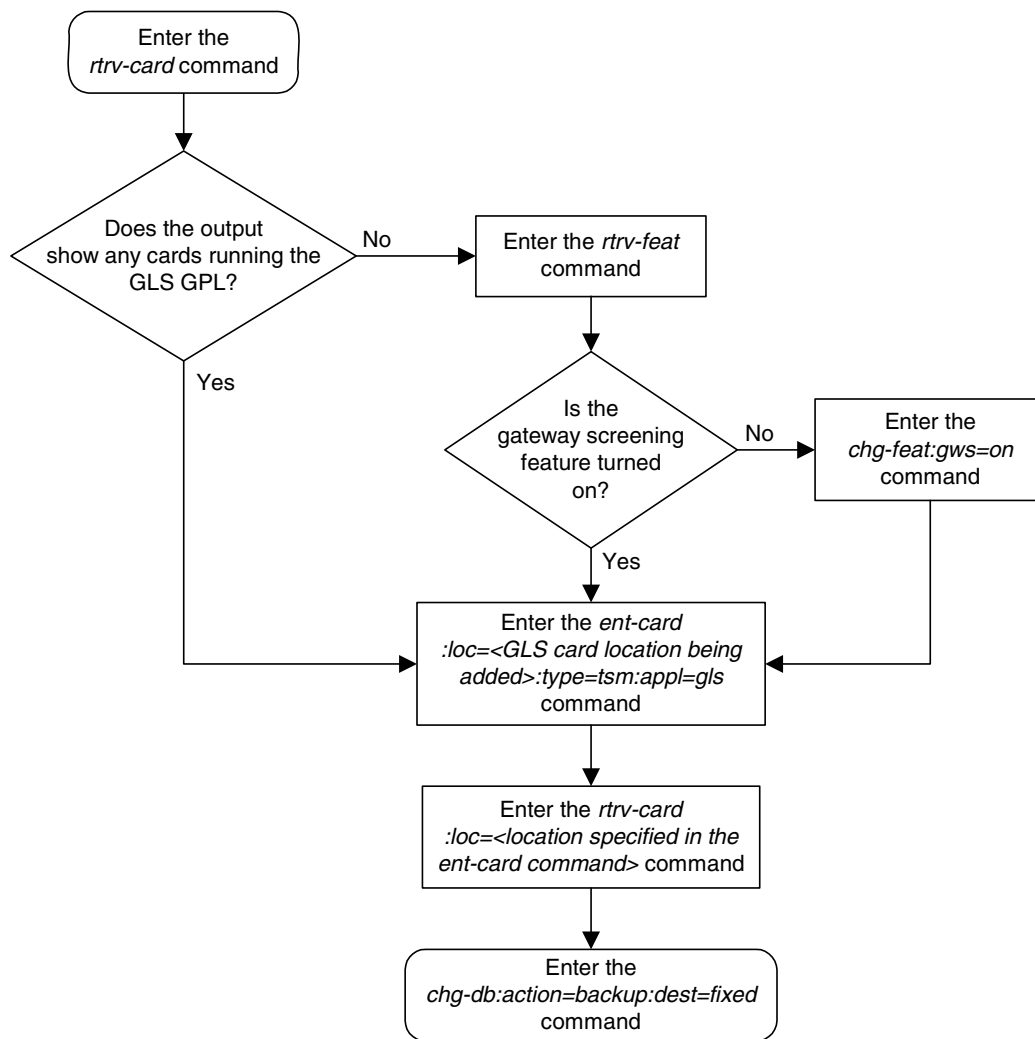 Enter the
rtrv-card command
Does the output
show any cards running the
GLS GPL?
No
Enter the rtrv-feat
command
Yes
Is the
gateway screening
feature turned
on?
No
Enter the
chg-feat:gws=on
command
Yes
Enter the ent-card
:loc=<GLS card location being
added>:type=tsm:appl=gls
command
Enter the rtrv-card
:loc=<location specified in the
ent-card command> command
Enter the
chg-db:action=backup:dest=fixed
command